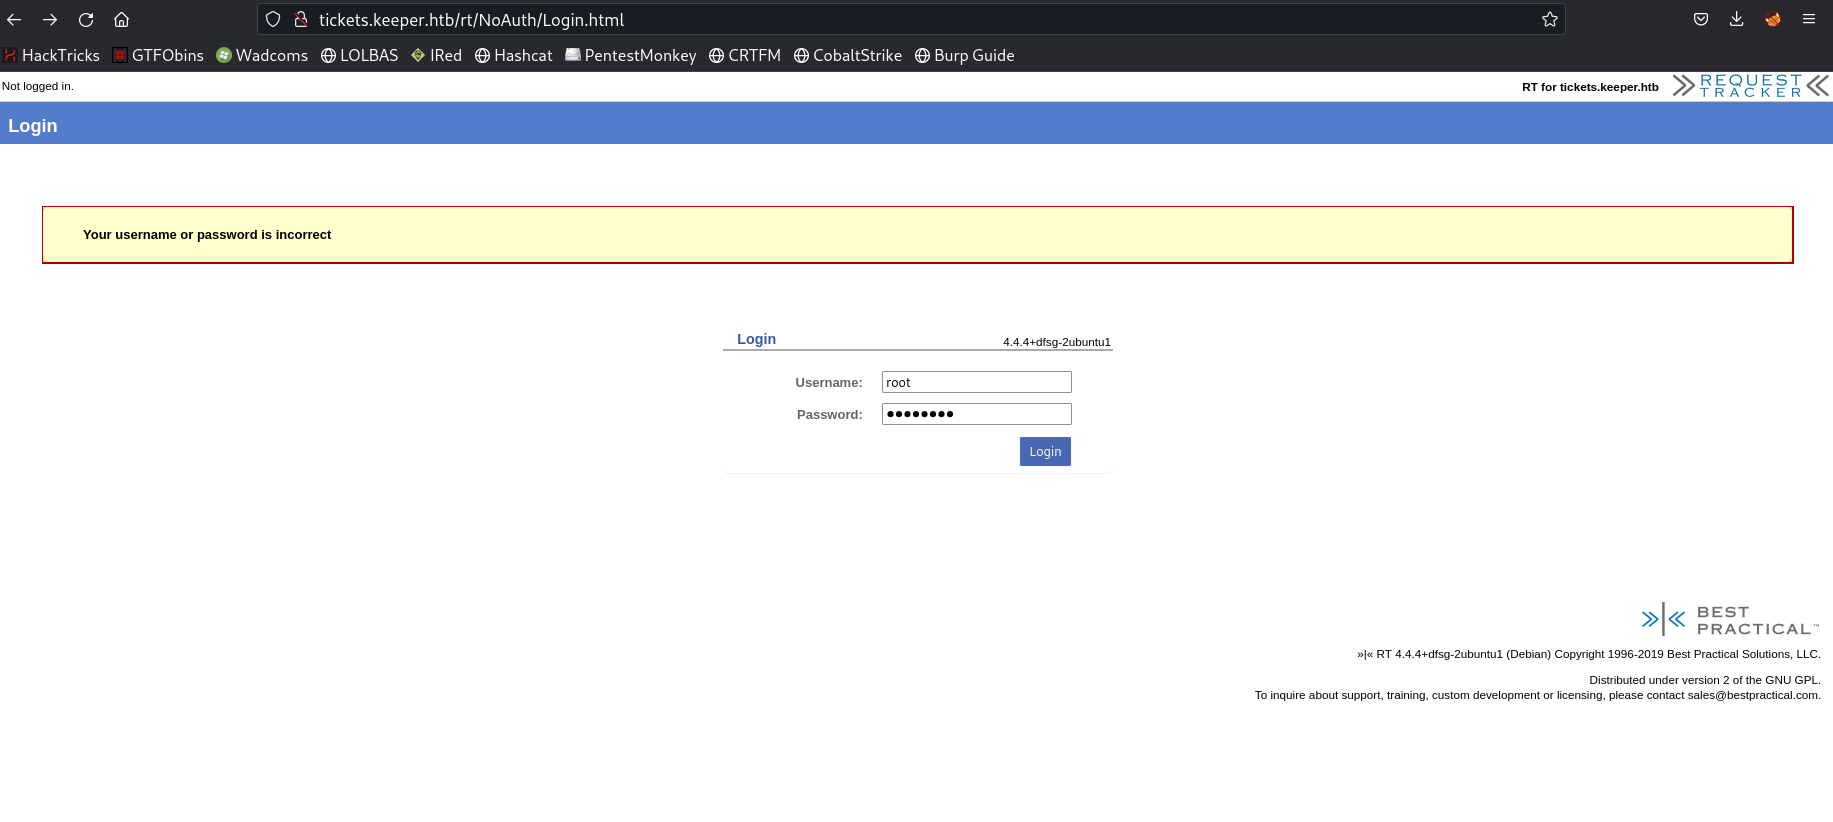 tickets.keeper.htb/rt/NoAuth/Login.html
HackTricks GTFObins Wadcoms LOLBAS IRed Hashcat PentestMonkey CRTFM CobaltStrike Burp Guide
Not logged in.
RT for tickets.keeper.htb REQUEST TRACKER
Login
Your username or password is incorrect
Login 4.4.4+dfsg-2ubuntu1
Username: root
Password: ●●●●●●●●
Login
BEST
PRACTICAL™
»|« RT 4.4.4+dfsg-2ubuntu1 (Debian) Copyright 1996-2019 Best Practical Solutions, LLC.
Distributed under version 2 of the GNU GPL.
To inquire about support, training, custom development or licensing, please contact sales@bestpractical.com.